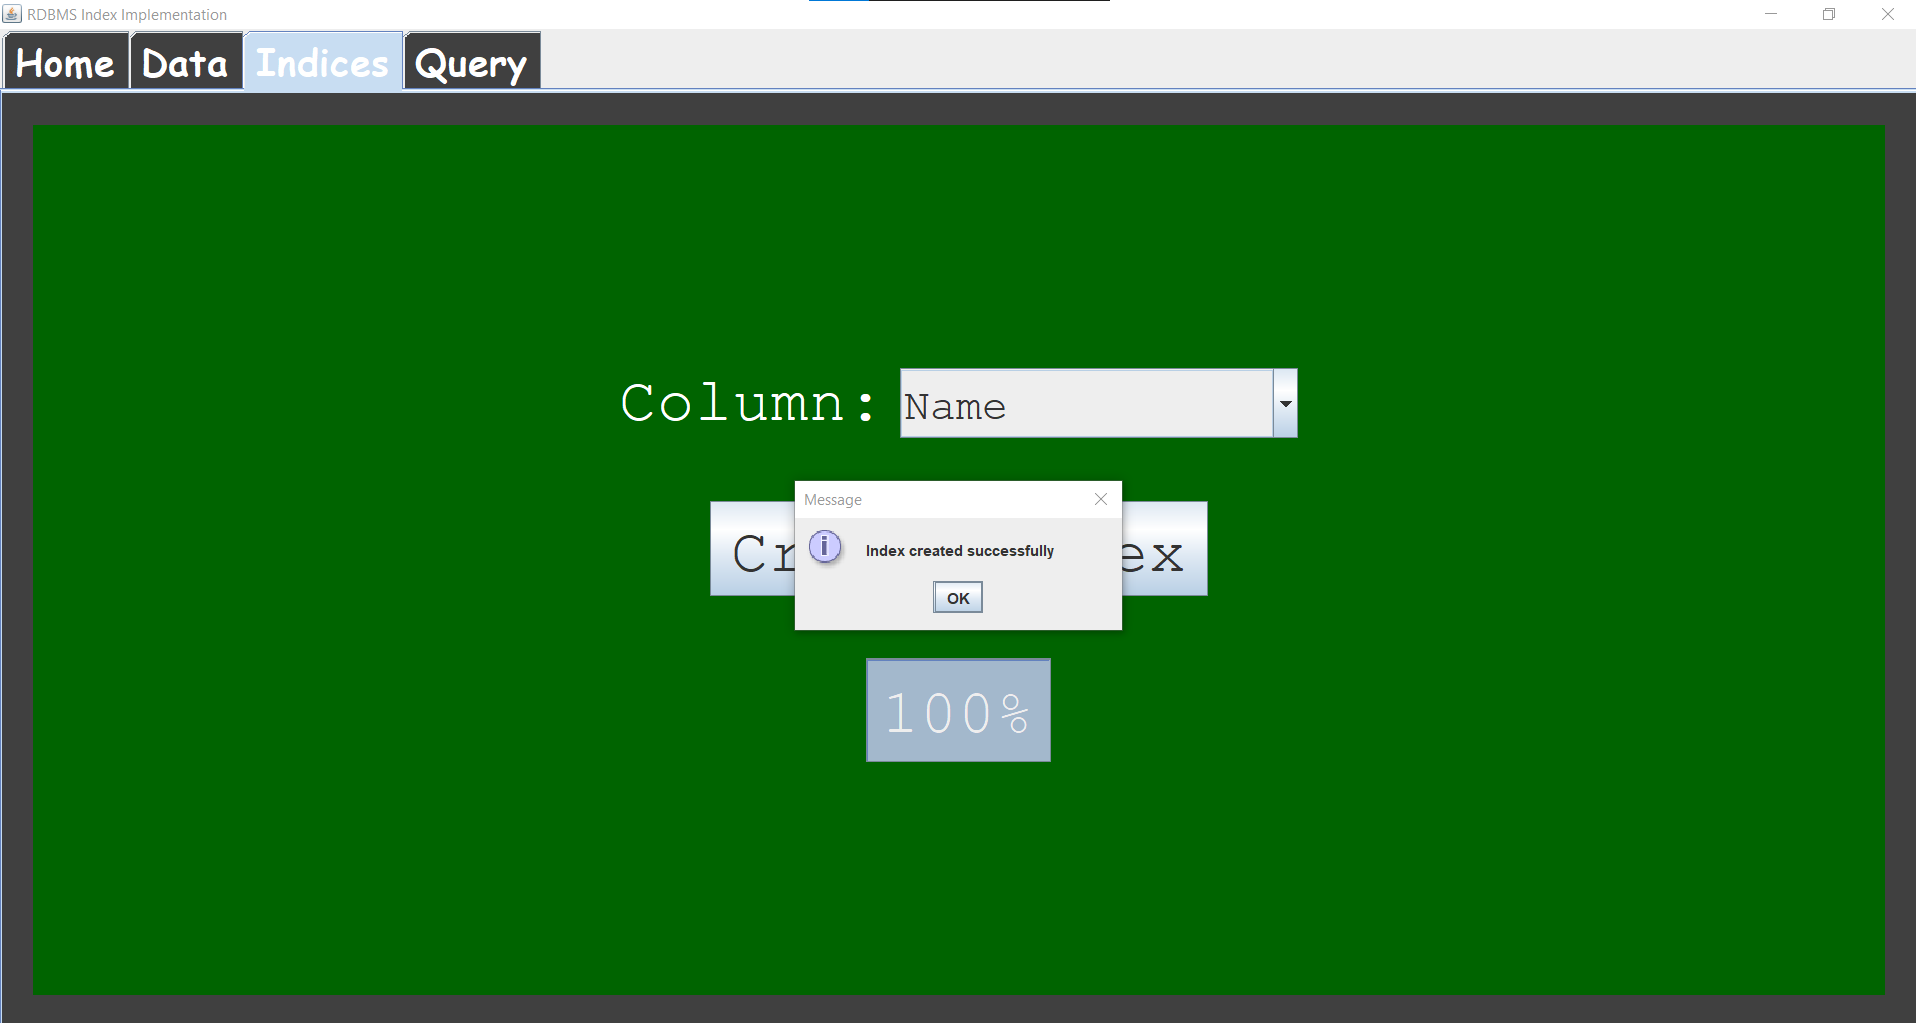 RDBMS Index Implementation
Home Data Indices Query
Column: Name
Message
Index created successfully
OK
100%